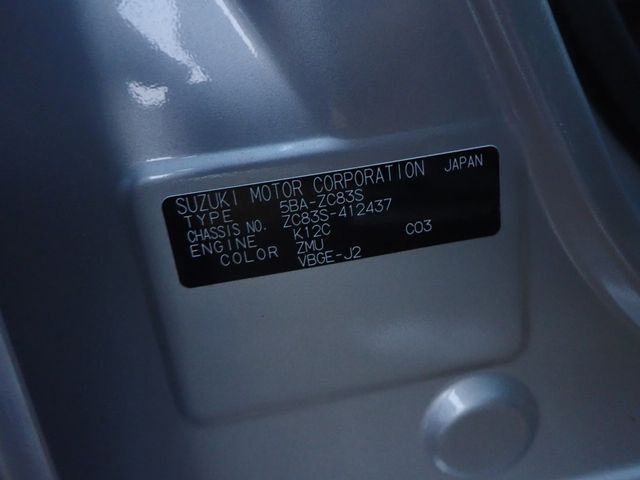 SUZUKI MOTOR CORPORATION JAPAN
TYPE 5BA-ZC83S
CHASSIS NO. ZC83S-412437
ENGINE K12C C03
COLOR ZMU
VBGE-J2